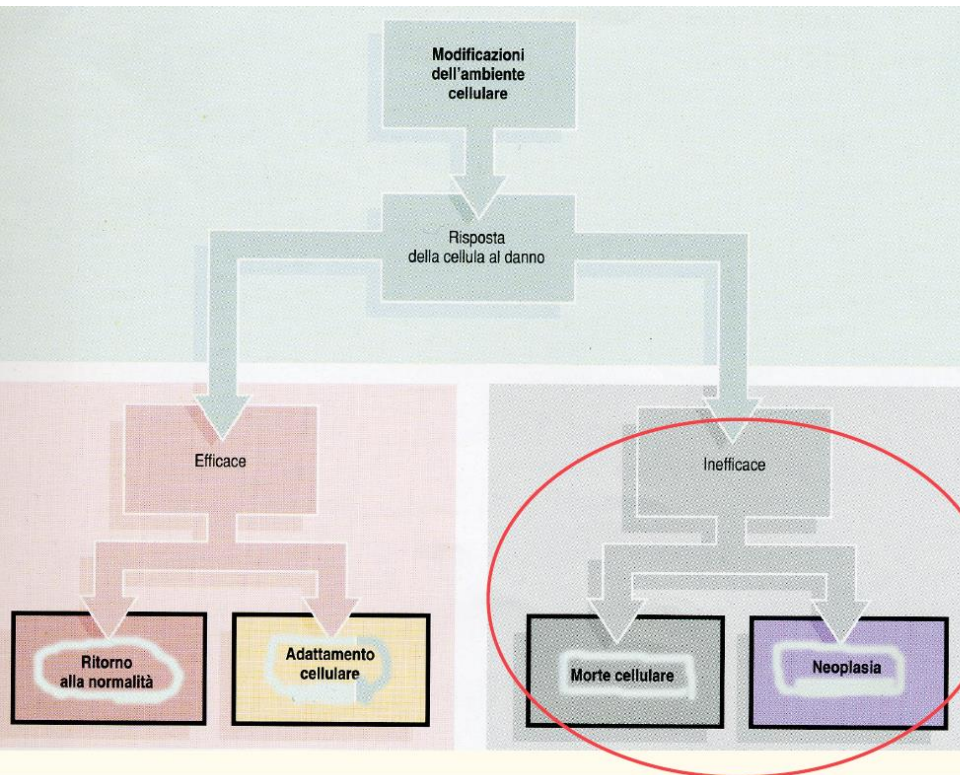 Modificazioni
dell'ambiente
cellulare
Risposta
della cellula al danno
Efficace
Inefficace
Ritorno
alla normalità
Adattamento
cellulare
Morte cellulare
Neoplasia